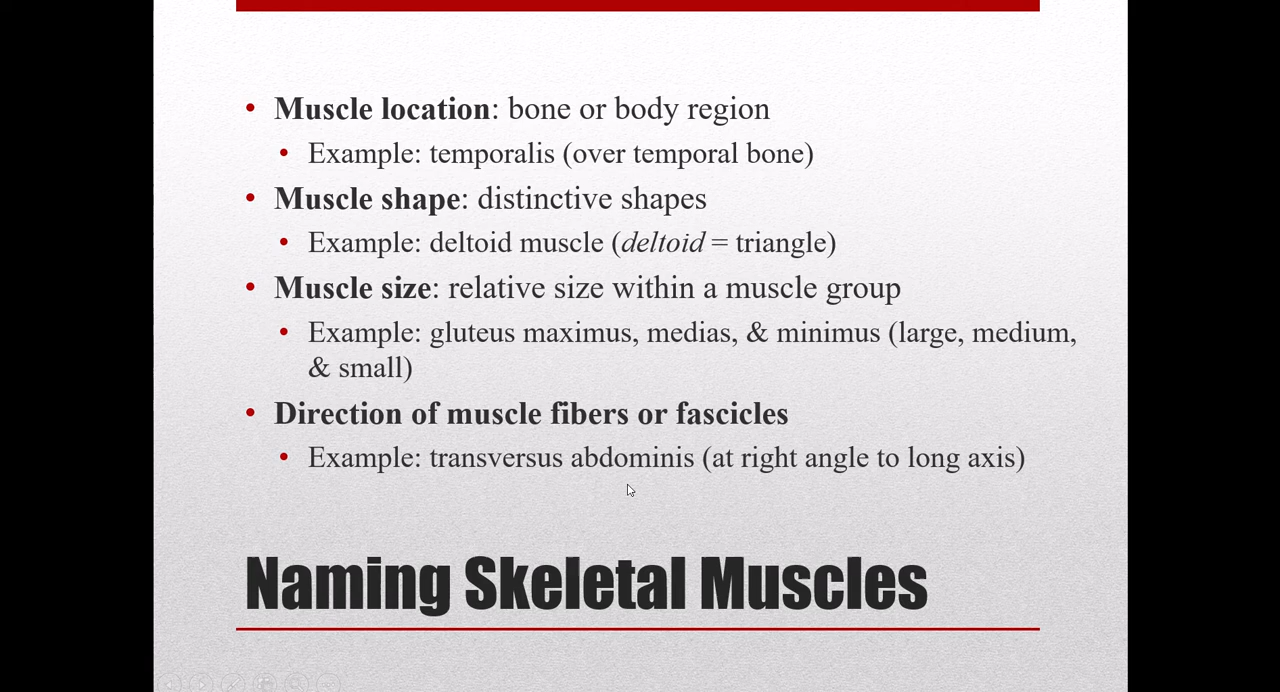 • Muscle location: bone or body region
• Example: temporalis (over temporal bone)
• Muscle shape: distinctive shapes
• Example: deltoid muscle (deltoid = triangle)
• Muscle size: relative size within a muscle group
• Example: gluteus maximus, medias, & minimus (large, medium,
& small)
• Direction of muscle fibers or fascicles
• Example: transversus abdominis (at right angle to long axis)
Naming Skeletal Muscles